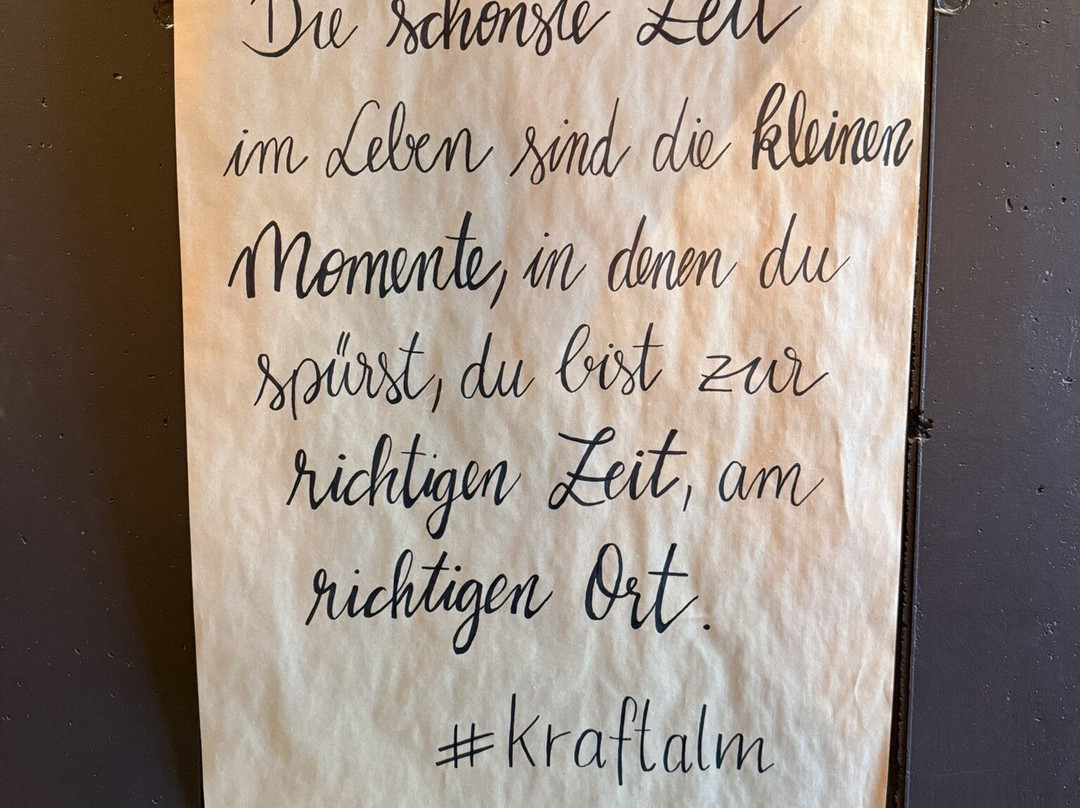 Die schönste Zeit
im Leben sind die kleinen
Momente, in denen du
spürst, du bist zur
richtigen Zeit, am
richtigen Ort.
#kraftalm